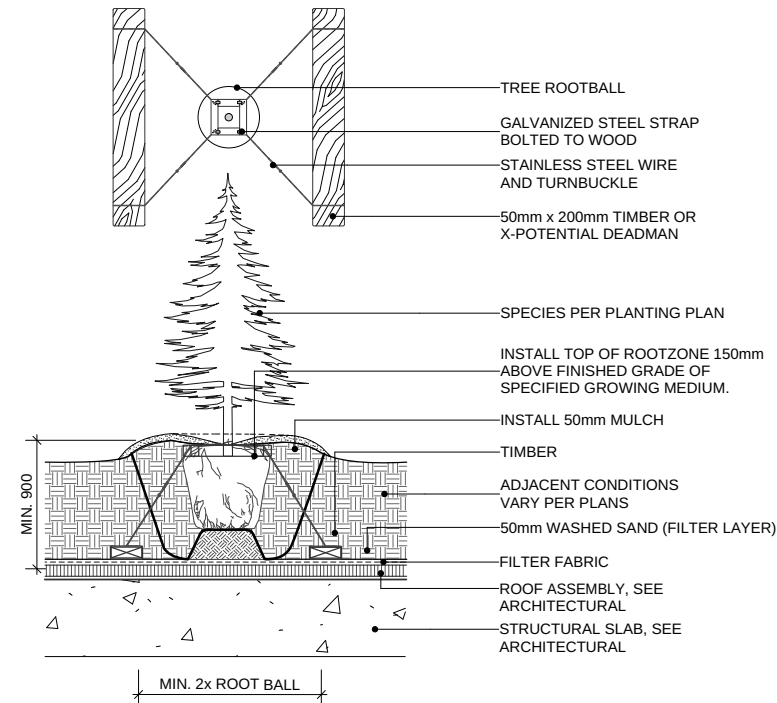 TREE ROOTBALL
GALVANIZED STEEL STRAP
BOLTED TO WOOD
STAINLESS STEEL WIRE
AND TURNBUCKLE
50mm x 200mm TIMBER OR
X-POTENTIAL DEADMAN
SPECIES PER PLANTING PLAN
INSTALL TOP OF ROOTZONE 150mm
ABOVE FINISHED GRADE OF
SPECIFIED GROWING MEDIUM.
INSTALL 50mm MULCH
TIMBER
ADJACENT CONDITIONS
VARY PER PLANS
50mm WASHED SAND (FILTER LAYER)
FILTER FABRIC
ROOF ASSEMBLY, SEE
ARCHITECTURAL
STRUCTURAL SLAB, SEE
ARCHITECTURAL
MIN. 900
MIN. 2x ROOT BALL